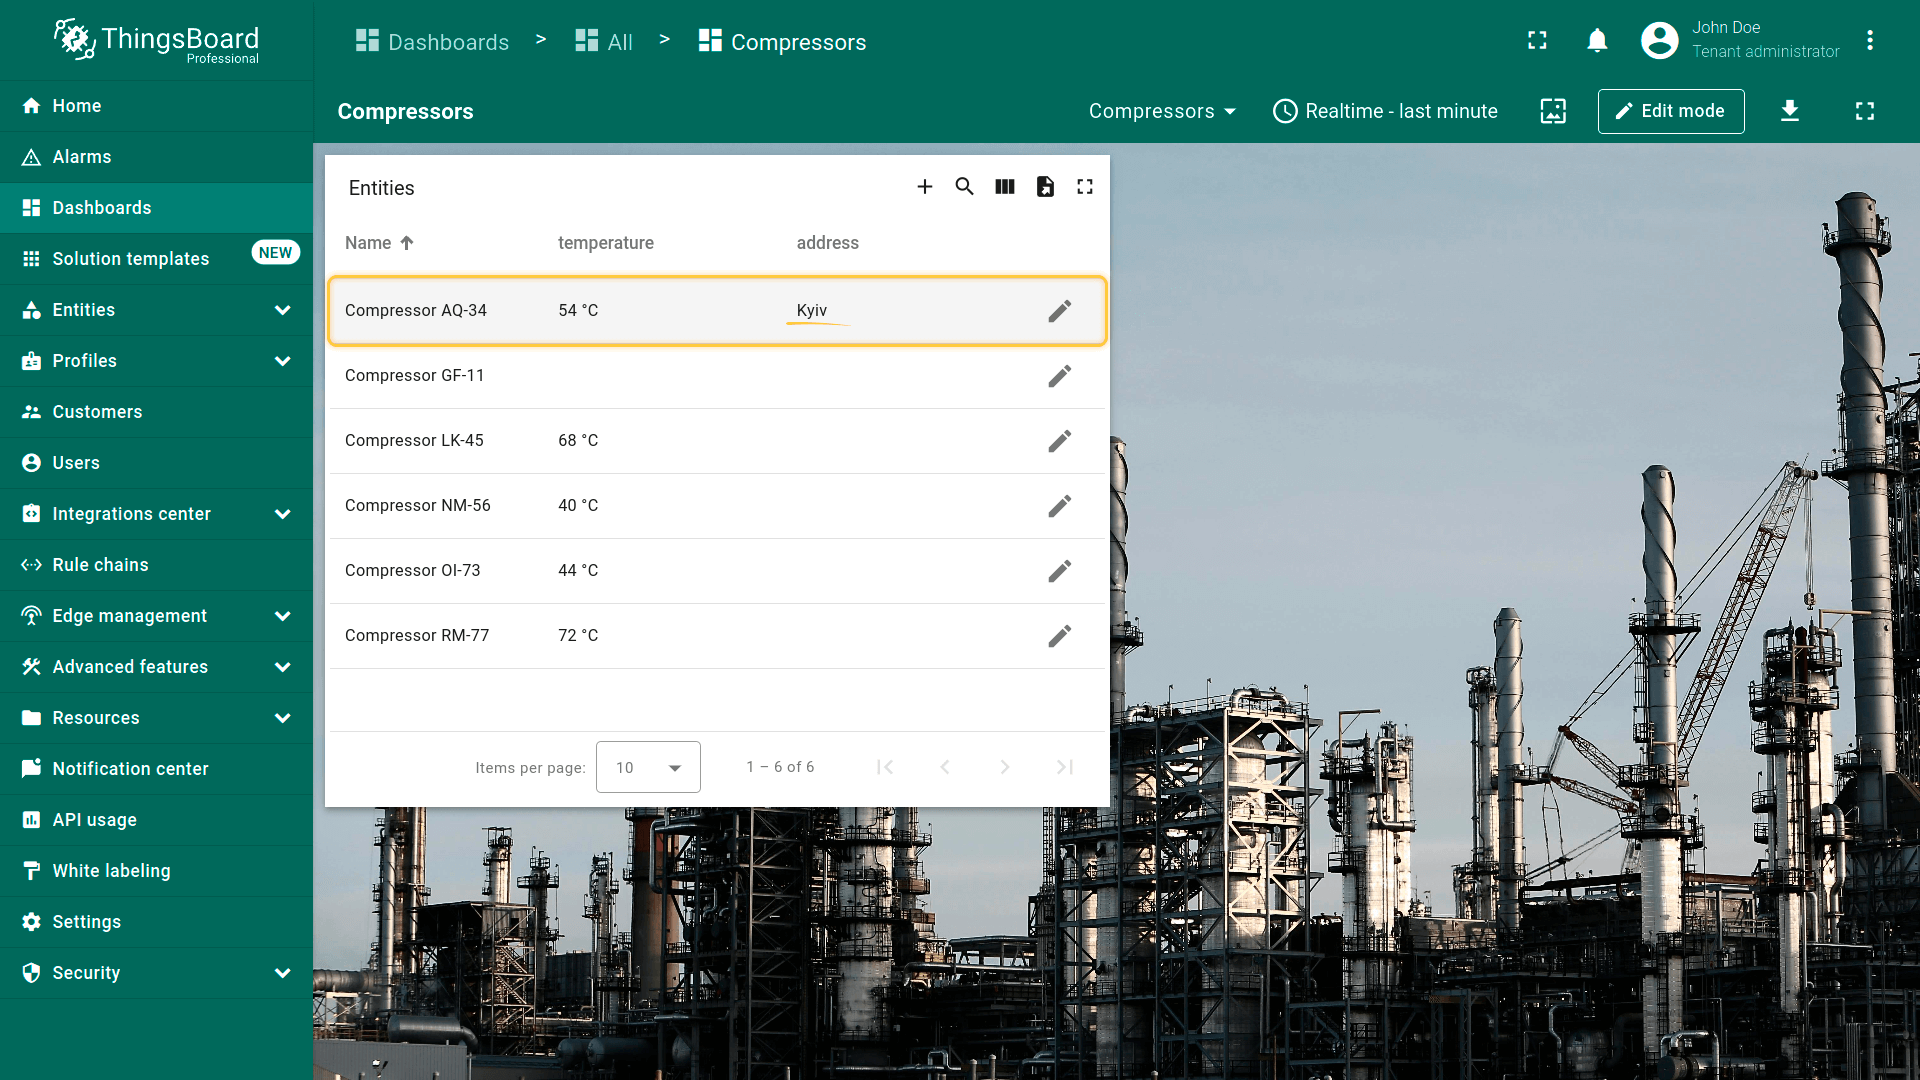 ThingsBoard
Professional
Home
Alarms
Dashboards
Solution templates NEW
Entities
Profiles
Customers
Users
Integrations center
Rule chains
Edge management
Advanced features
Resources
Notification center
API usage
White labeling
Settings
Security
Dashboards > All > Compressors
John Doe
Tenant administrator
Compressors
Compressors Realtime - last minute Edit mode
Entities
Name temperature address
Compressor AQ-34 54 °C Kyiv
Compressor GF-11
Compressor LK-45 68 °C
Compressor NM-56 40 °C
Compressor OI-73 44 °C
Compressor RM-77 72 °C
Items per page: 10 1 – 6 of 6